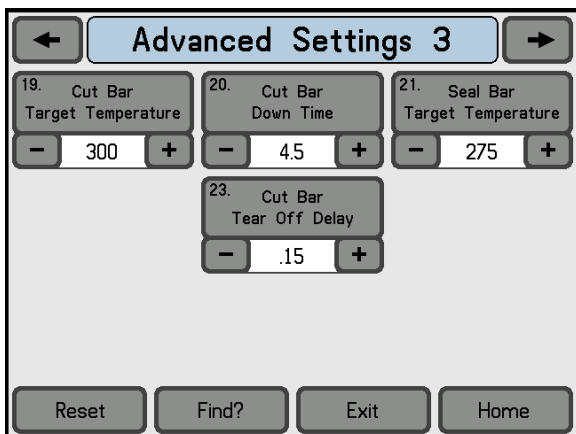 Advanced Settings 3
19.
Cut Bar
Target Temperature
- 300 +
20.
Cut Bar
Down Time
- 4.5 +
21.
Seal Bar
Target Temperature
- 275 +
23.
Cut Bar
Tear Off Delay
- .15 +
Reset
Find?
Exit
Home